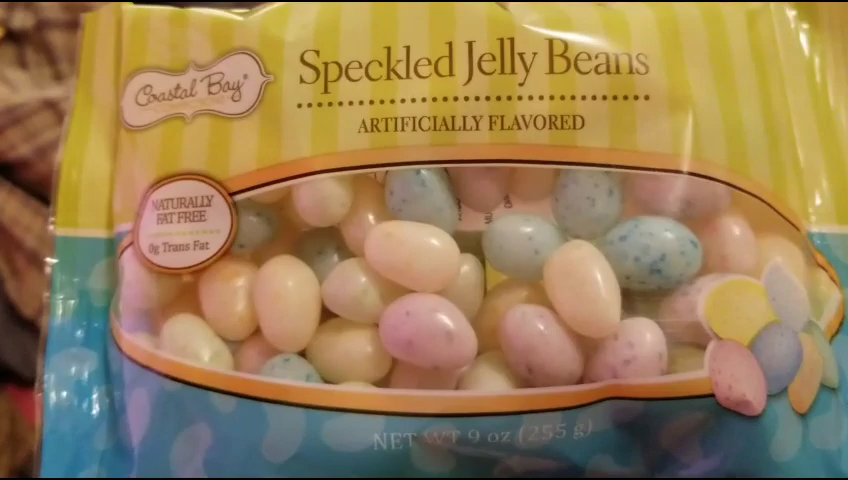 Coastal Bay®
Speckled Jelly Beans
ARTIFICIALLY FLAVORED
NATURALLY
FAT FREE
0g Trans Fat
NET WT 9 oz (255 g)